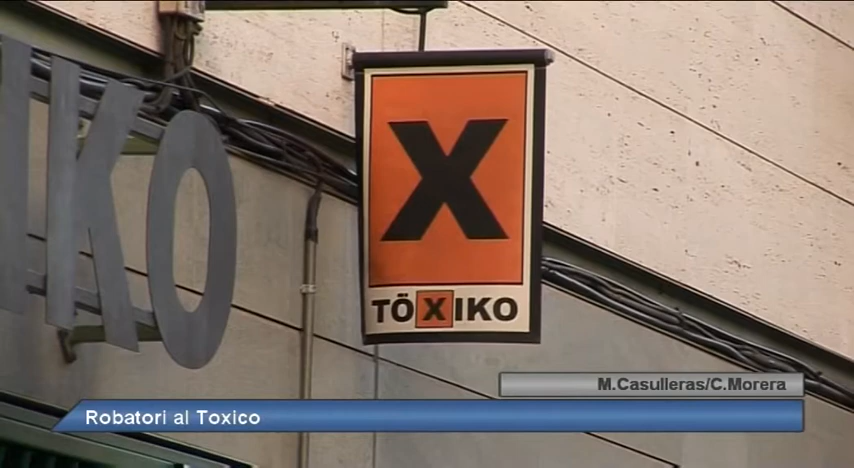 IKO
X
TÖXIKO
M.Casulleras/C.Morera
Robatori al Toxico